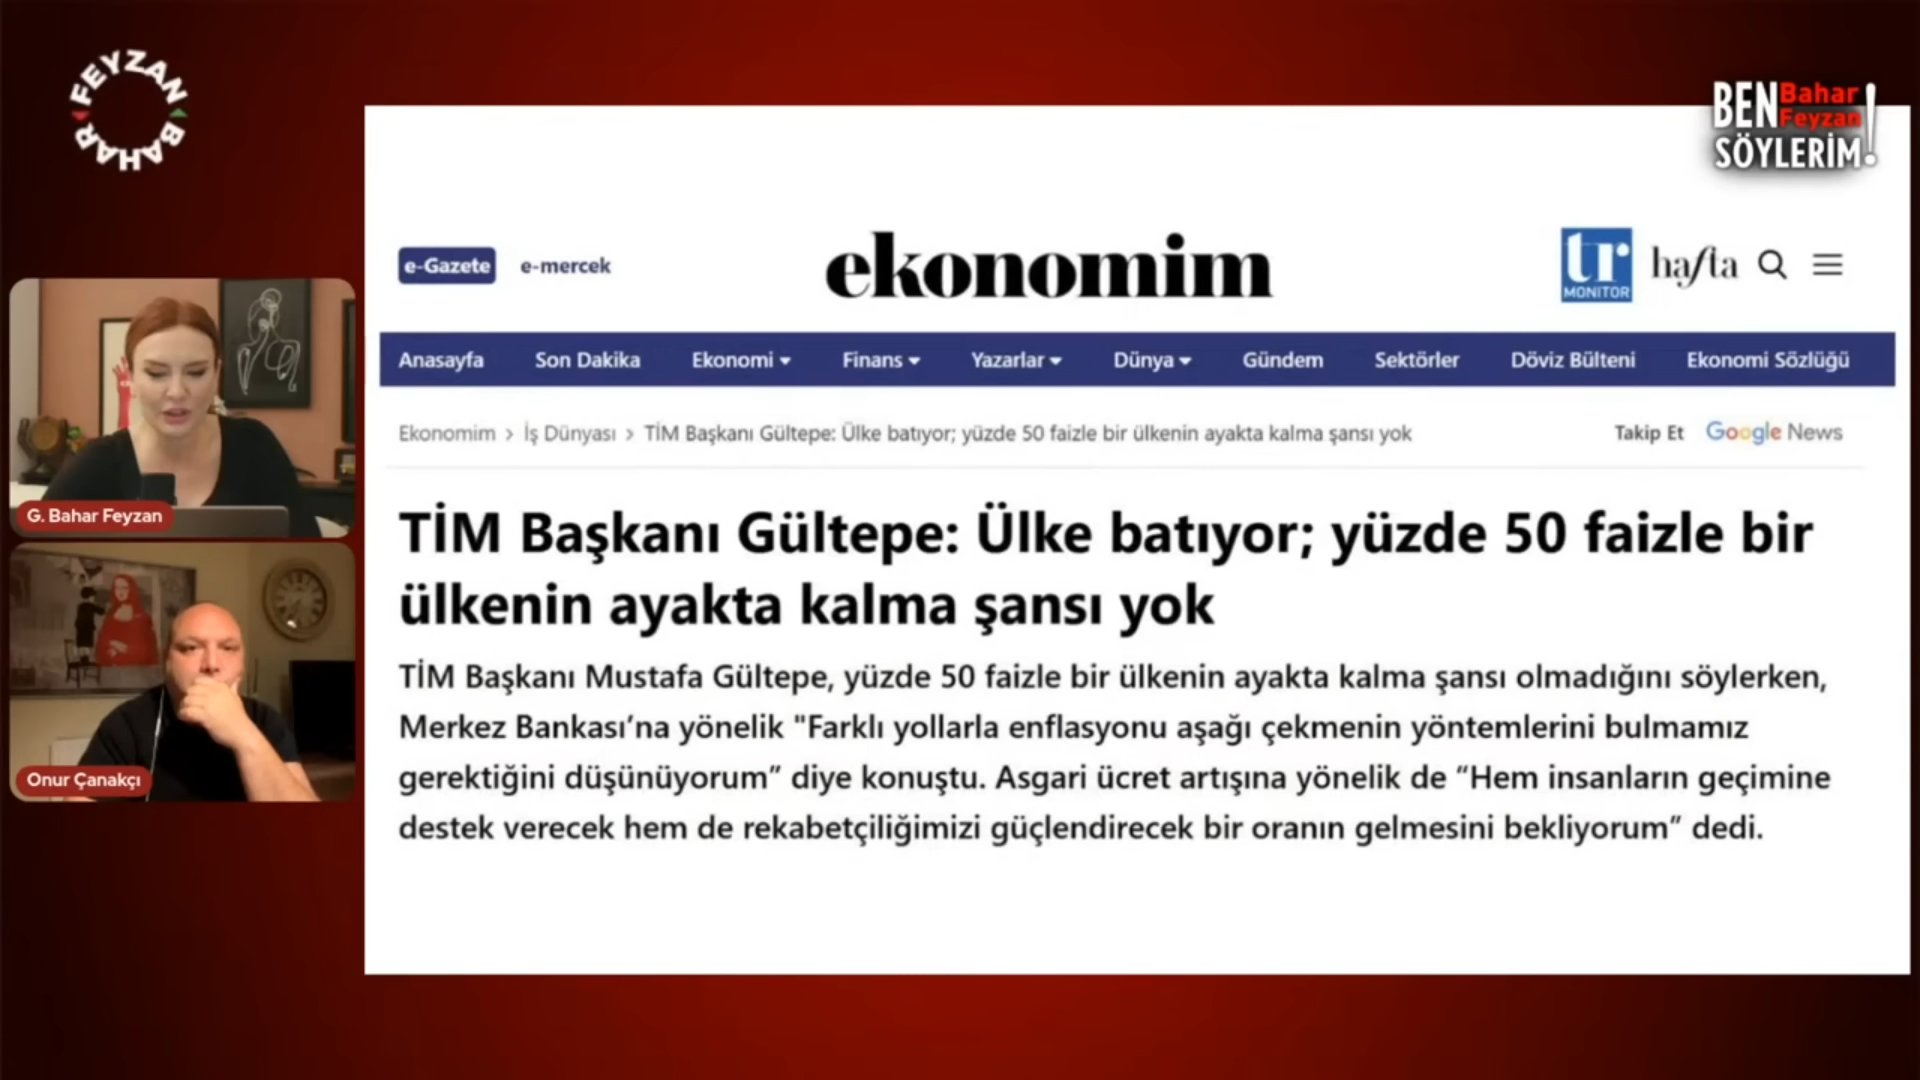 FEYZAN BAHAR
BEN Bahar Feyzan SÖYLERİM!
e-Gazete e-mercek ekonomim tr MONITOR hafta
Anasayfa Son Dakika Ekonomi Finans Yazarlar Dünya Gündem Sektörler Döviz Bülteni Ekonomi Sözlüğü
Ekonomim > İş Dünyası > TİM Başkanı Gültepe: Ülke batıyor; yüzde 50 faizle bir ülkenin ayakta kalma şansı yok Takip Et Google News
TİM Başkanı Gültepe: Ülke batıyor; yüzde 50 faizle bir
ülkenin ayakta kalma şansı yok
TİM Başkanı Mustafa Gültepe, yüzde 50 faizle bir ülkenin ayakta kalma şansı olmadığını söylerken,
Merkez Bankası’na yönelik "Farklı yollarla enflasyonu aşağı çekmenin yöntemlerini bulmamız
gerektiğini düşünüyorum” diye konuştu. Asgari ücret artışına yönelik de “Hem insanların geçimine
destek verecek hem de rekabetçiliğimizi güçlendirecek bir oranın gelmesini bekliyorum” dedi.
G. Bahar Feyzan
Onur Çanakçı